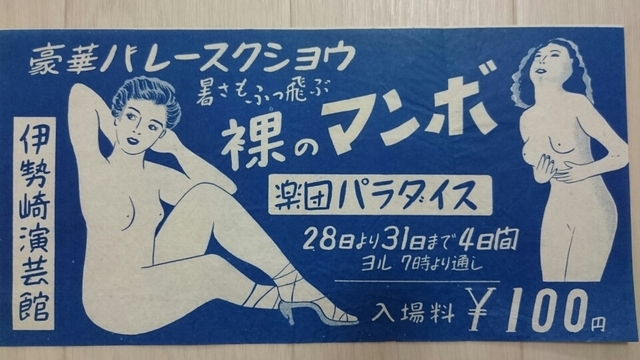 豪華バレースクショウ
暑さもふっ飛ぶ
裸のマンボ
楽団パラダイス
28日より31日まで4日間
ヨル 7時より通し
入場料 ¥100円
伊勢崎演芸館